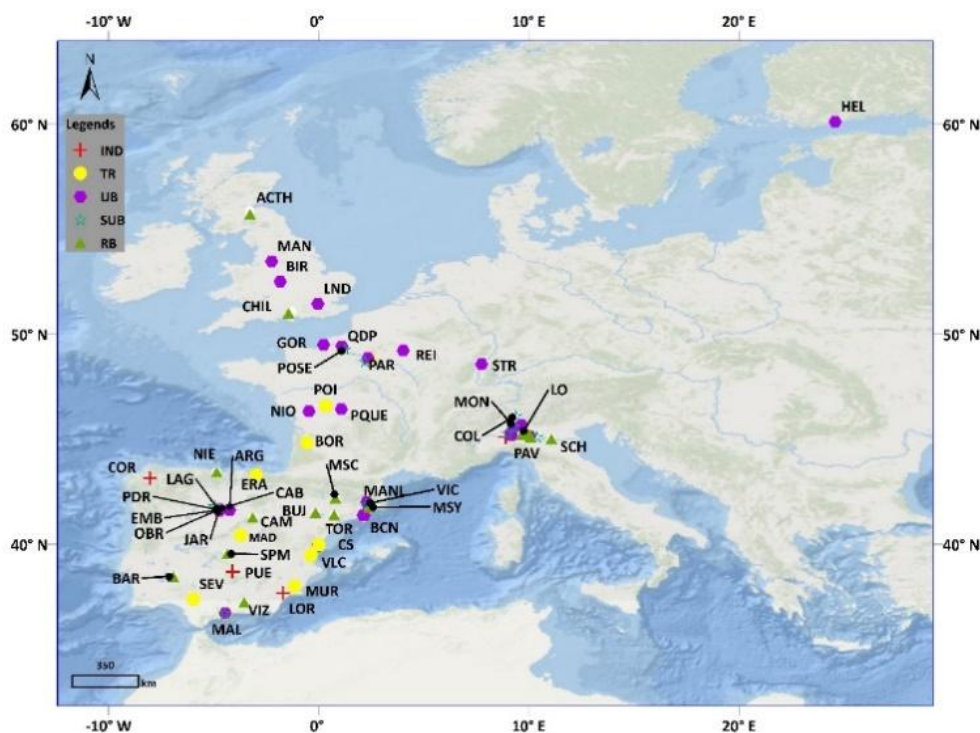 -10° W 0° 10° E 20° E
N
60° N HEL 60° N
Legends
IND
TR
UB
SUB
RB
ACTH
MAN
BIR
LND
CHIL
50° N 50° N
GOR QDP
POSE PAR REI STR
POI
NIO PQUE
MON LO
COL
BOR PAV SCH
MSC
NIE ARG
COR LAG ERA CAB MANL VIC
PDR BUJ MSY
EMB CAM TOR BCN
OBR
JAR MAD CS
40° N SPM VLC 40° N
BAR SEV PUE
MUR
VIZ LOR
MAL
350
km
-10° W 0° 10° E 20° E